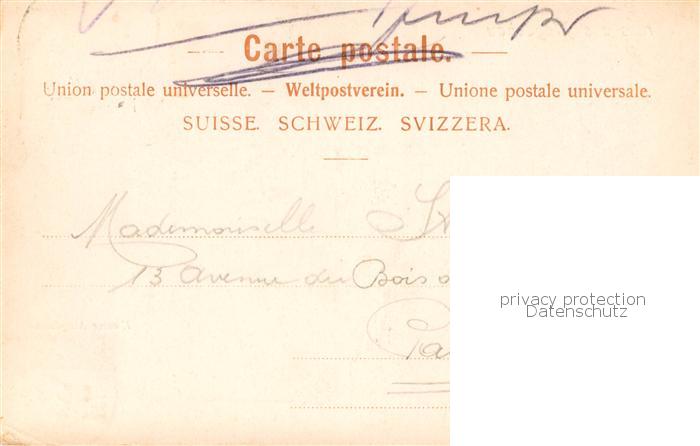 Carte postale.
Union postale universelle. — Weltpostverein. — Unione postale universale.
SUISSE. SCHWEIZ. SVIZZERA.
Mademoiselle
13 avenue du Bois
privacy protection
Datenschutz